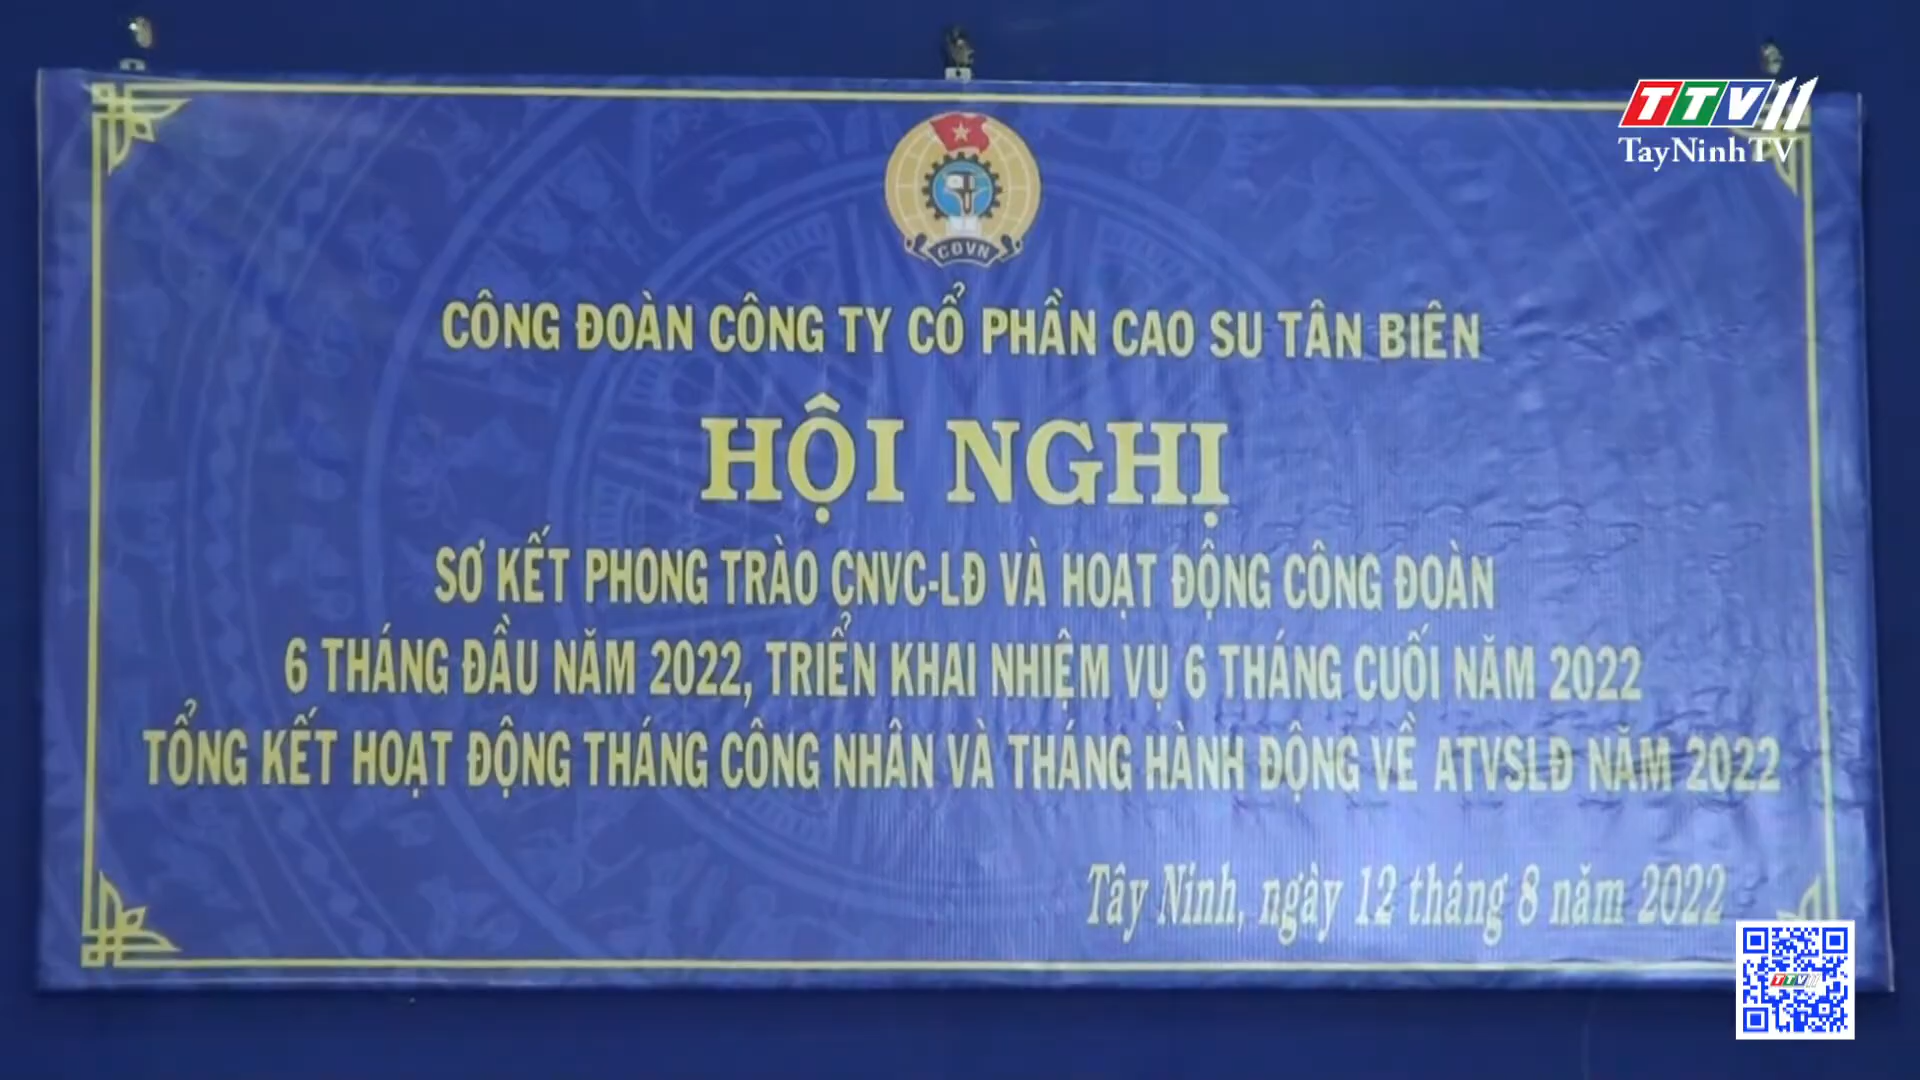 TTV11
TayNinhTV
CĐVN
CÔNG ĐOÀN CÔNG TY CỔ PHẦN CAO SU TÂN BIÊN
HỘI NGHỊ
SƠ KẾT PHONG TRÀO CNVC-LĐ VÀ HOẠT ĐỘNG CÔNG ĐOÀN
6 THÁNG ĐẦU NĂM 2022, TRIỂN KHAI NHIỆM VỤ 6 THÁNG CUỐI NĂM 2022
TỔNG KẾT HOẠT ĐỘNG THÁNG CÔNG NHÂN VÀ THÁNG HÀNH ĐỘNG VỀ ATVSLĐ NĂM 2022
Tây Ninh, ngày 12 tháng 8 năm 2022
TTV11